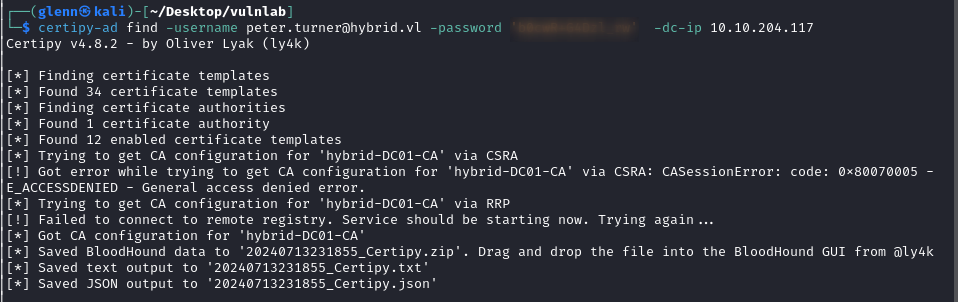 ┌──(glenn㉿kali)-[~/Desktop/vulnlab]
└─$ certipy-ad find -username peter.turner@hybrid.vl -password -dc-ip 10.10.204.117
Certipy v4.8.2 - by Oliver Lyak (ly4k)
[*] Finding certificate templates
[*] Found 34 certificate templates
[*] Finding certificate authorities
[*] Found 1 certificate authority
[*] Found 12 enabled certificate templates
[*] Trying to get CA configuration for 'hybrid-DC01-CA' via CSRA
[!] Got error while trying to get CA configuration for 'hybrid-DC01-CA' via CSRA: CASessionError: code: 0x80070005 -
E_ACCESSDENIED - General access denied error.
[*] Trying to get CA configuration for 'hybrid-DC01-CA' via RRP
[!] Failed to connect to remote registry. Service should be starting now. Trying again...
[*] Got CA configuration for 'hybrid-DC01-CA'
[*] Saved BloodHound data to '20240713231855_Certipy.zip'. Drag and drop the file into the BloodHound GUI from @ly4k
[*] Saved text output to '20240713231855_Certipy.txt'
[*] Saved JSON output to '20240713231855_Certipy.json'